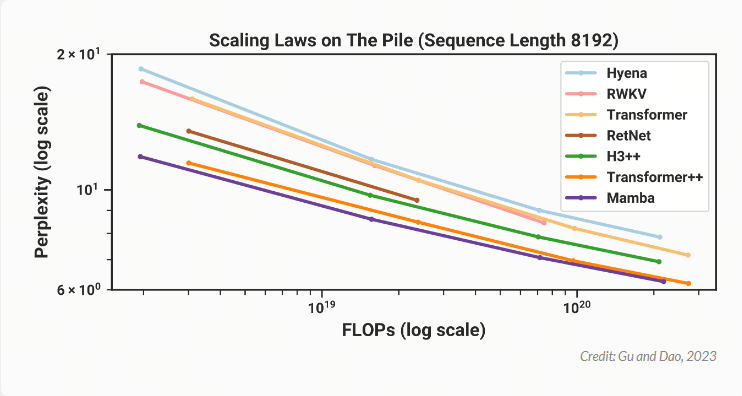 Scaling Laws on The Pile (Sequence Length 8192)
2 × 10¹
10¹
6 × 10⁰
Perplexity (log scale)
Hyena
RWKV
Transformer
RetNet
H3++
Transformer++
Mamba
10¹⁹
10²⁰
FLOPs (log scale)
Credit: Gu and Dao, 2023